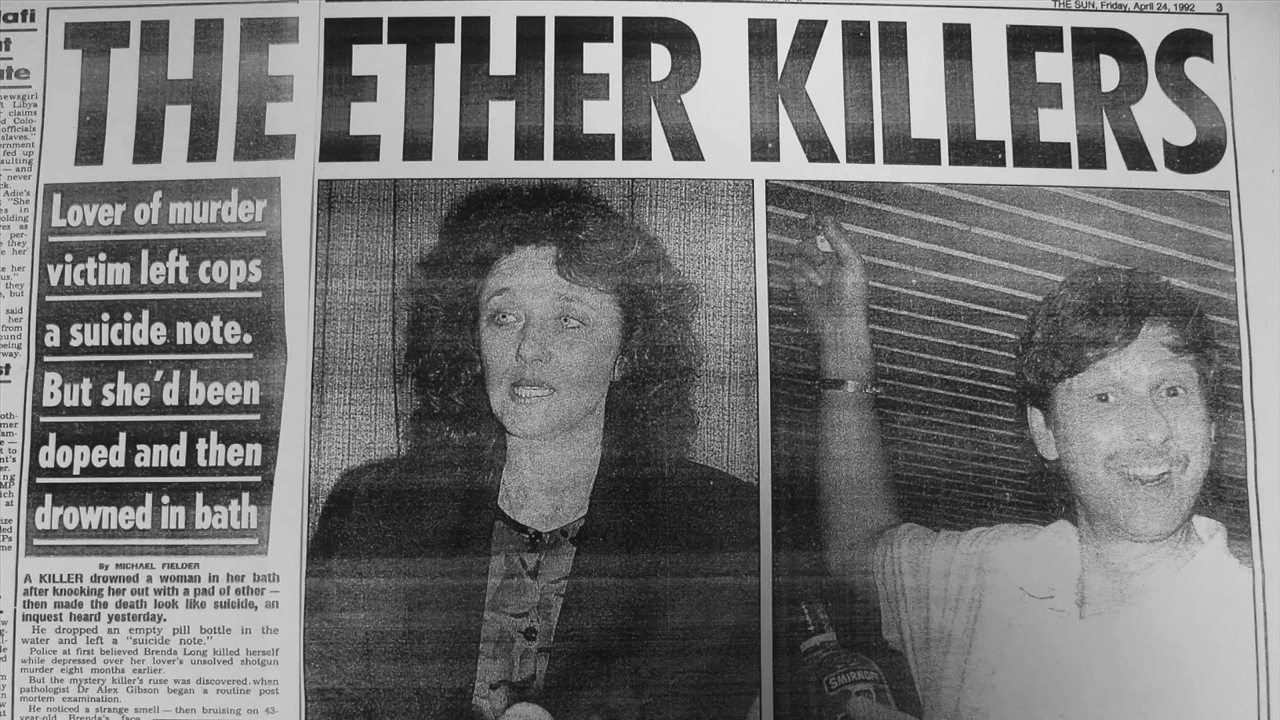 THE SUN, Friday, April 24, 1992 3
THE ETHER KILLERS
Lover of murder
victim left cops
a suicide note.
But she'd been
doped and then
drowned in bath
By MICHAEL FIELDER
A KILLER drowned a woman in her bath
after knocking her out with a pad of ether —
then made the death look like suicide, an
inquest heard yesterday.
He dropped an empty pill bottle in the
water and left a "suicide note."
Police at first believed Brenda Long killed herself
while depressed over her lover's unsolved shotgun
murder eight months earlier.
But the mystery killer's ruse was discovered when
pathologist Dr Alex Gibson began a routine post
mortem examination.
He noticed a strange smell — then bruising on 43-
year-old Brenda's face
SMIRNOFF